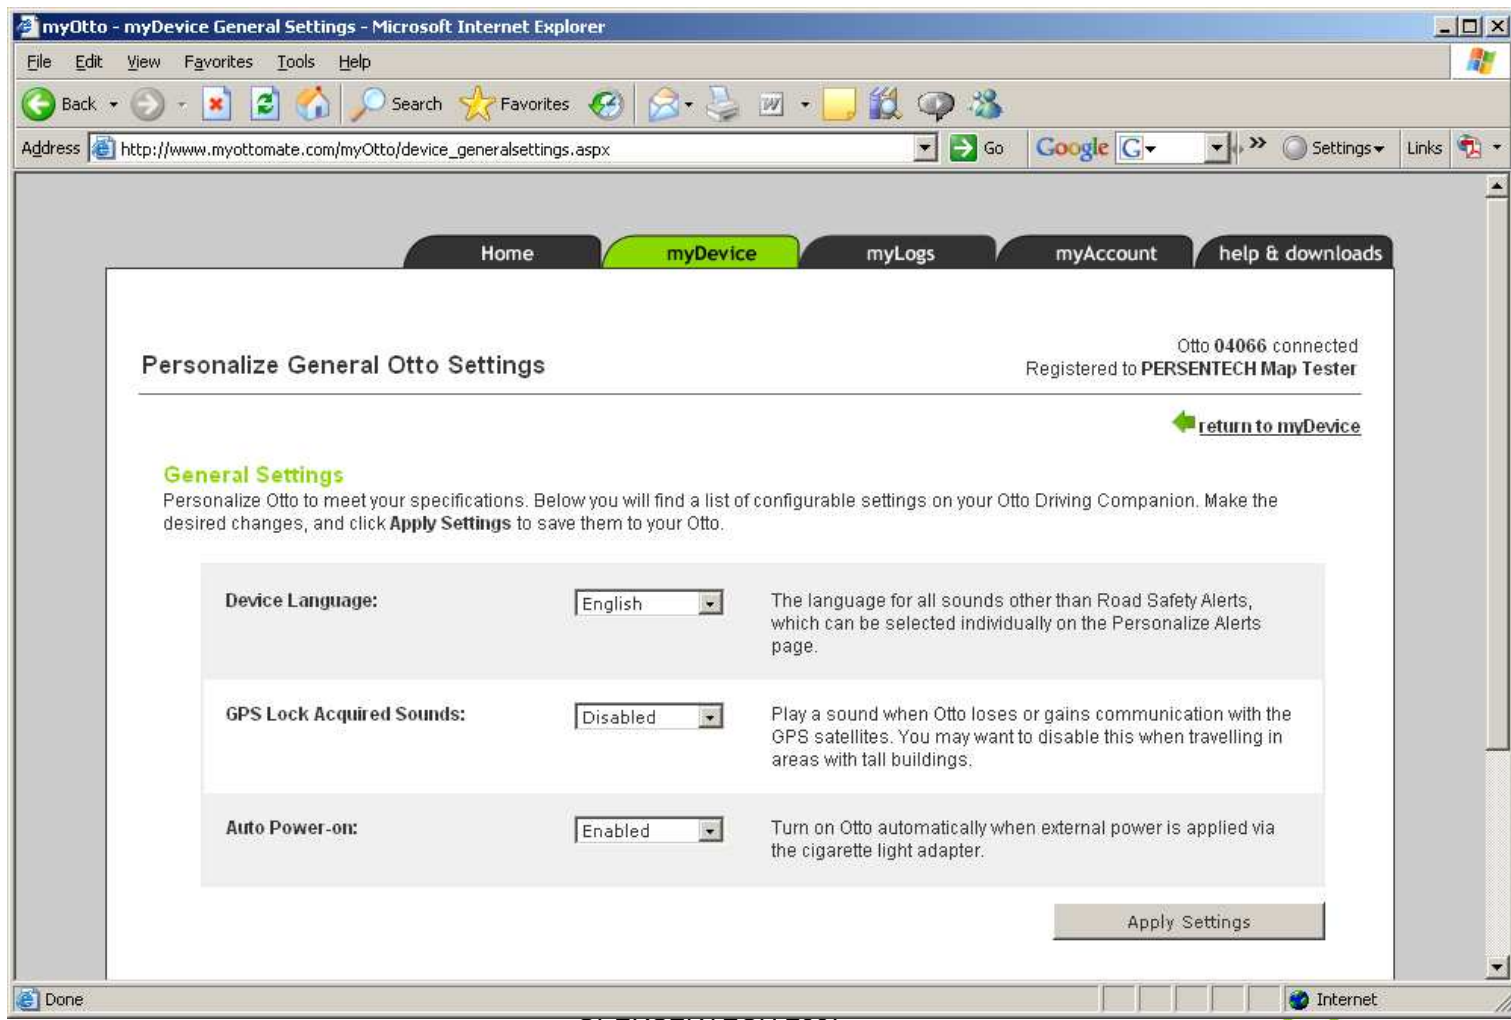 myOtto - myDevice General Settings - Microsoft Internet Explorer
File Edit View Favorites Tools Help
Back Search Favorites
Address http://www.myottomate.com/myOtto/device_generalsettings.aspx Go Google G Settings Links
Home myDevice myLogs myAccount help & downloads
Otto 04066 connected
Personalize General Otto Settings
Registered to PERSENTECH Map Tester
return to myDevice
General Settings
Personalize Otto to meet your specifications. Below you will find a list of configurable settings on your Otto Driving Companion. Make the
desired changes, and click Apply Settings to save them to your Otto.
Device Language: English The language for all sounds other than Road Safety Alerts,
which can be selected individually on the Personalize Alerts
page.
GPS Lock Acquired Sounds: Disabled Play a sound when Otto loses or gains communication with the
GPS satellites. You may want to disable this when travelling in
areas with tall buildings.
Auto Power-on: Enabled Turn on Otto automatically when external power is applied via
the cigarette light adapter.
Apply Settings
Done Internet